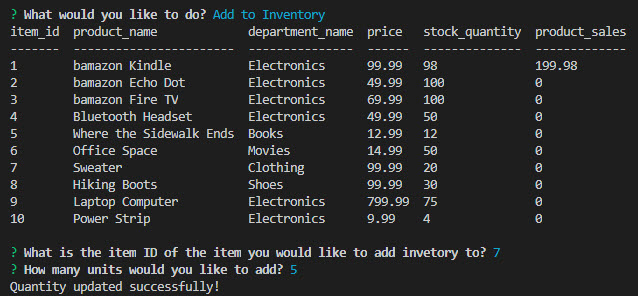 ? What would you like to do? Add to Inventory
item_id  product_name            department_name  price   stock_quantity  product_sales
-------  ----------------------  ---------------  ------  --------------  -------------
1        bamazon Kindle          Electronics      99.99   98              199.98
2        bamazon Echo Dot        Electronics      49.99   100             0
3        bamazon Fire TV         Electronics      69.99   100             0
4        Bluetooth Headset       Electronics      49.99   50              0
5        Where the Sidewalk Ends  Books            12.99   12              0
6        Office Space            Movies           14.99   50              0
7        Sweater                 Clothing         99.99   20              0
8        Hiking Boots            Shoes            99.99   30              0
9        Laptop Computer         Electronics      799.99  75              0
10       Power Strip             Electronics      9.99    4               0
? What is the item ID of the item you would like to add invetory to? 7
? How many units would you like to add? 5
Quantity updated successfully!